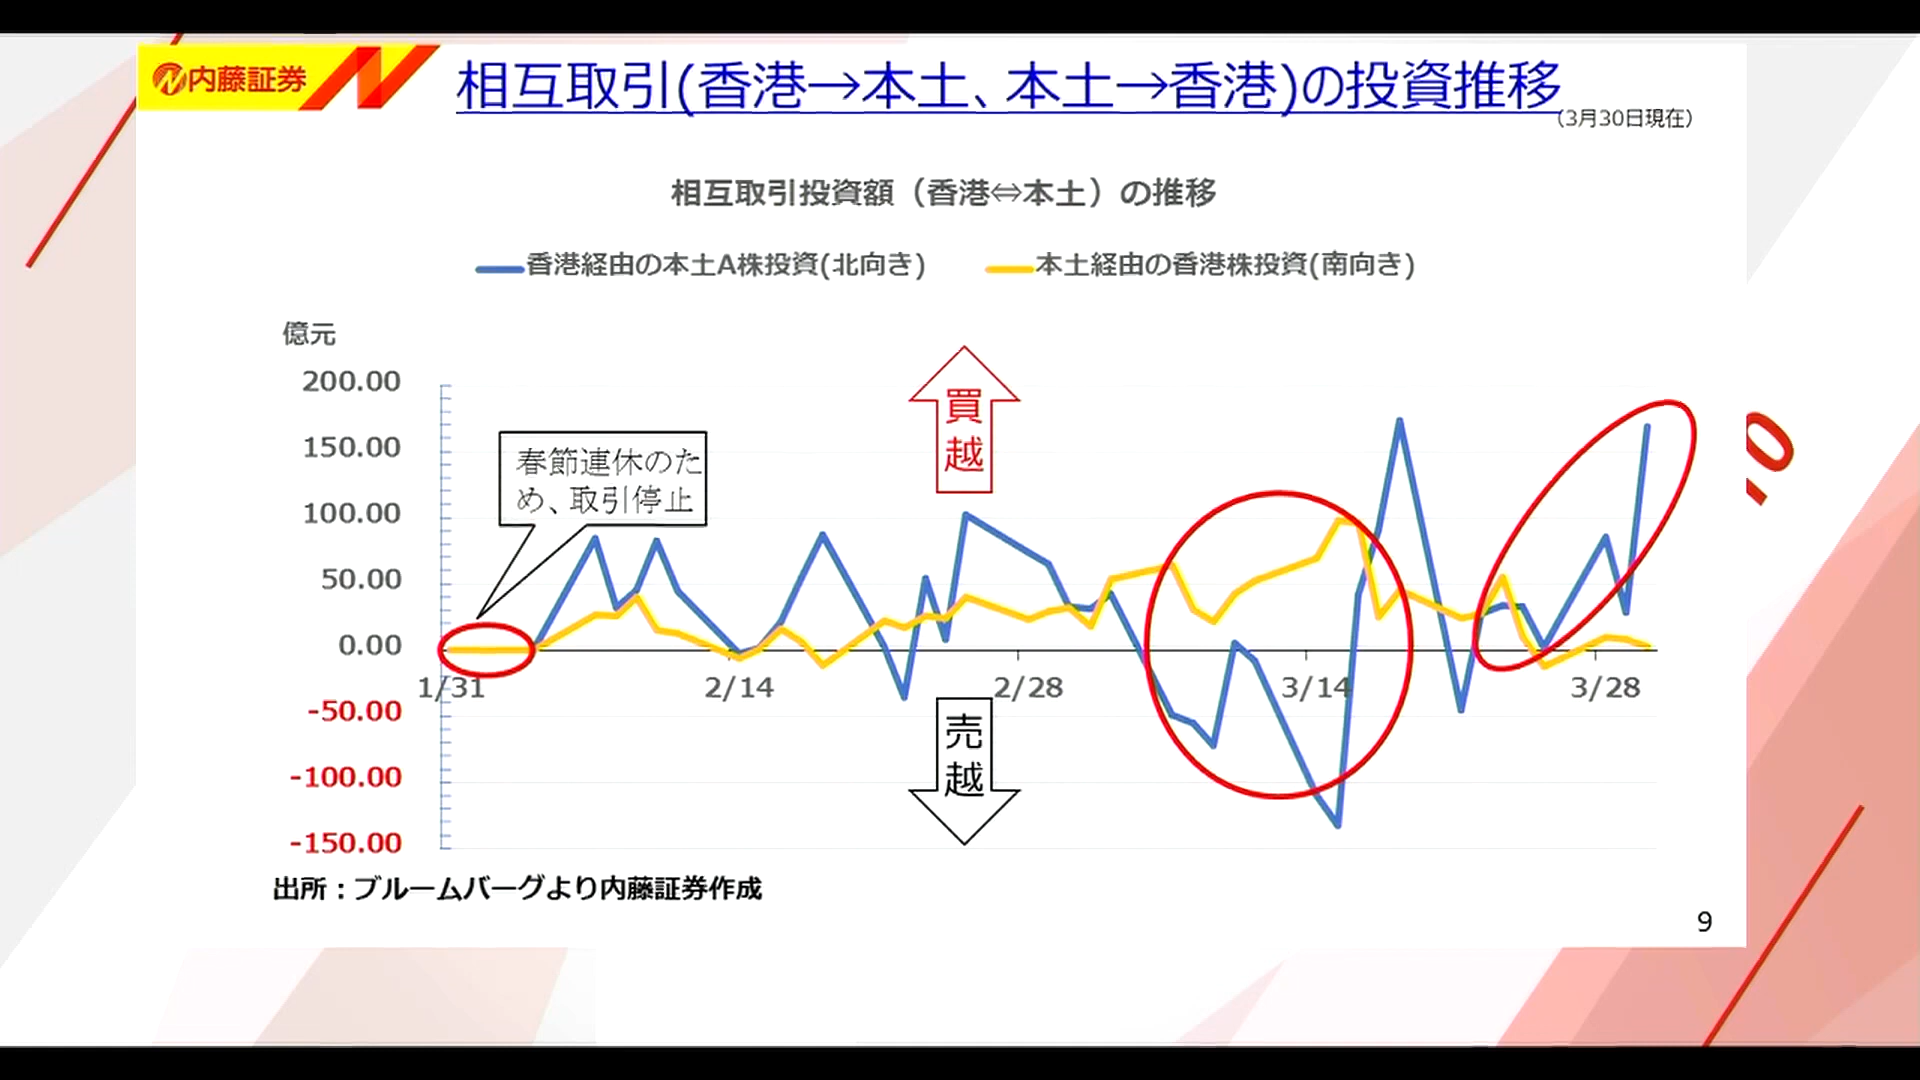 内藤証券
相互取引(香港→本土、本土→香港)の投資推移
（3月30日現在）
相互取引投資額（香港⇔本土）の推移
香港経由の本土A株投資(北向き)
本土経由の香港株投資(南向き)
億元
200.00
150.00
100.00
50.00
0.00
-50.00
-100.00
-150.00
春節連休のた
め、取引停止
買
越
売
越
1/31
2/14
2/28
3/14
3/28
出所：ブルームバーグより内藤証券作成
9